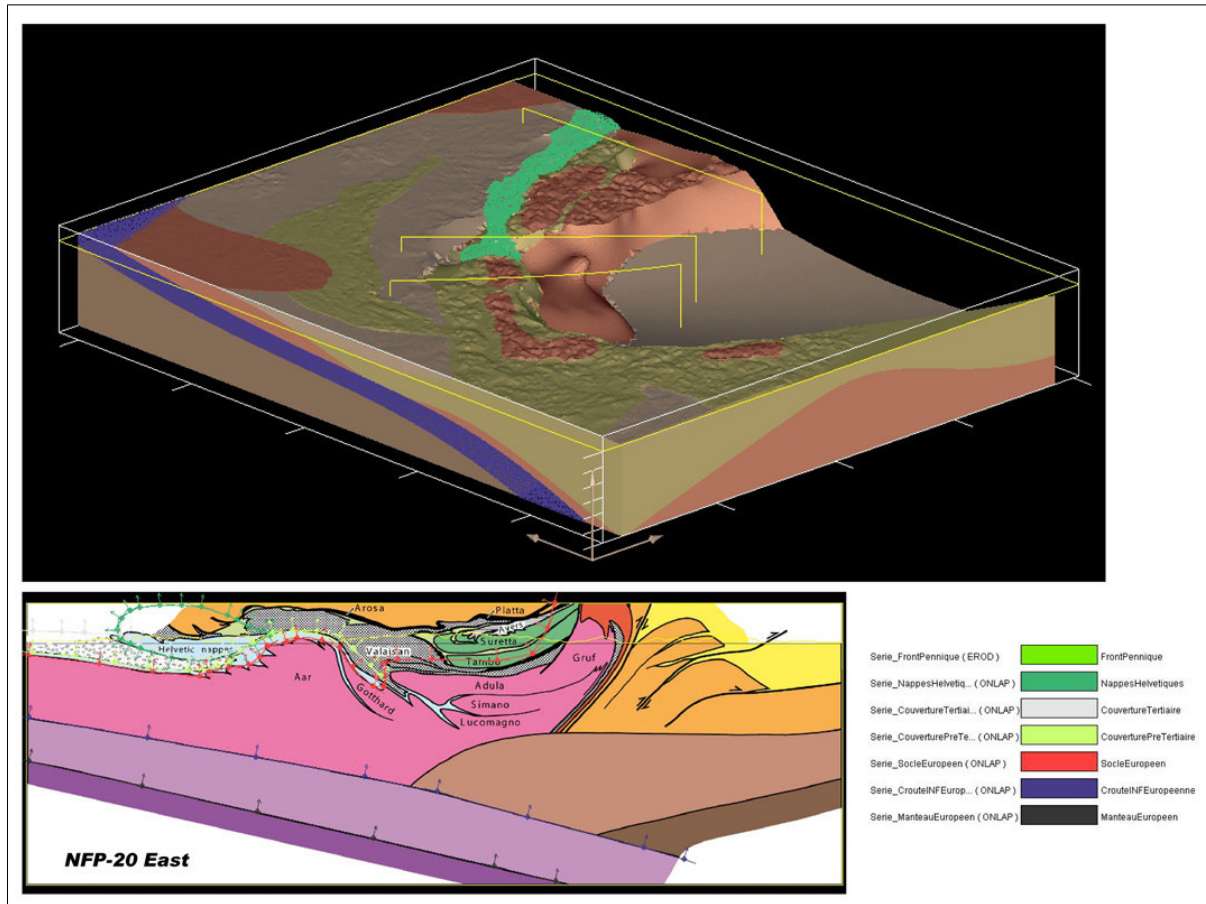 Arosa
Platta
Avers
Suretta
Helvetic nappes
Valaisan
Tambo
Gruf
Aar
Adula
Gotthard
Simano
Lucomagno
NFP-20 East
Serie_FrontPennique ( EROD ) FrontPennique
Serie_NappesHelvetiq... ( ONLAP ) NappesHelvetiques
Serie_CouvertureTertiai... ( ONLAP ) CouvertureTertiaire
Serie_CouverturePreTe... ( ONLAP ) CouverturePreTertiaire
Serie_SocleEuropeen ( ONLAP ) SocleEuropeen
Serie_CrouteINFEurop... ( ONLAP ) CrouteINFEuropeenne
Serie_ManteauEuropeen ( ONLAP ) ManteauEuropeen